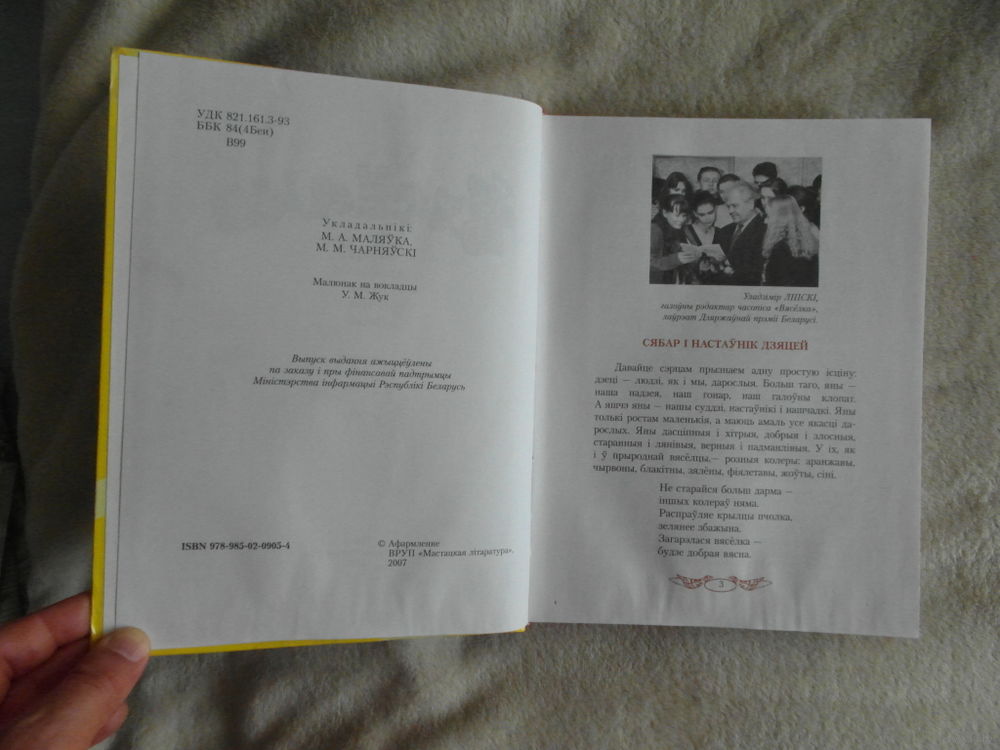 УДК 821.161.3-93
ББК 84(4Беи)
В99
Укладальнікі:
М. А. МАЛЯЎКА,
М. М. ЧАРНЯЎСКІ
Малюнак на вокладцы
У. М. Жук
Выпуск выдання ажыццёўлены
па заказу і пры фінансавай падтрымцы
Міністэрства інфармацыі Рэспублікі Беларусь
ISBN 978-985-02-0905-4
© Афармленне
ВРУП «Мастацкая літаратура»,
2007
Уладзімір ЛІПСКІ,
галоўны рэдактар часопіса «Вясёлка»,
лаўрэат Дзяржаўнай прэміі Беларусі.
СЯБАР І НАСТАЎНІК ДЗЯЦЕЙ
Давайце сэрцам прызнаем адну простую ісціну:
дзеці — людзі, як і мы, дарослыя. Больш таго, яны —
наша надзея, наш гонар, наш галоўны клопат.
А яшчэ яны — нашы суддзі, настаўнікі і нашчадкі. Яны
толькі ростам маленькія, а маюць амаль усе якасці да-
рослых. Яны дасціпныя і хітрыя, добрыя і злосныя,
старанныя і лянівыя, верныя і падманлівыя. У іх, як
і ў прыроднай вясёлцы,— розныя колеры: аранжавы,
чырвоны, блакітны, зялёны, фіялетавы, жоўты, сіні.
Не старайся больш дарма —
іншых колераў няма.
Распраўляе крылцы пчолка,
зелянее збажына.
Загарэлася вясёлка —
будзе добрая вясна.
3